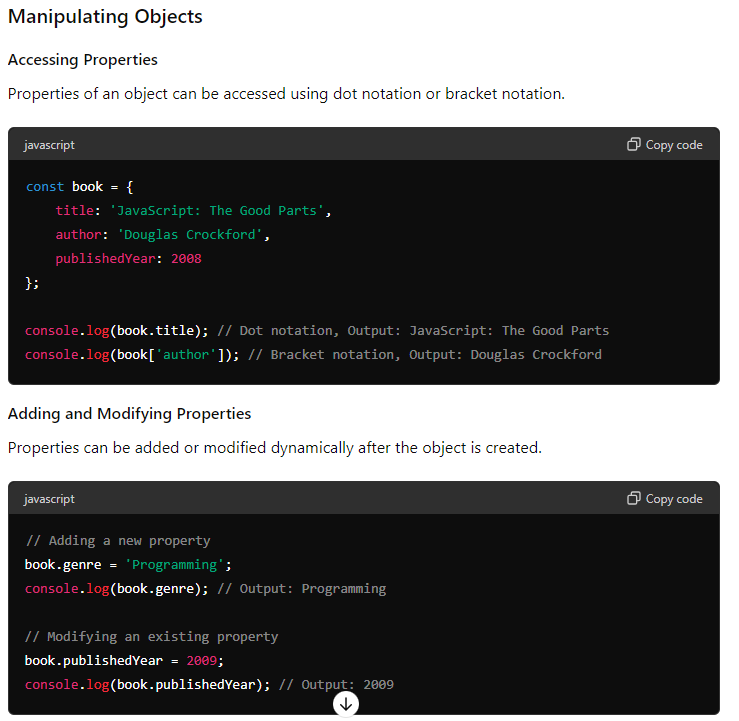 Manipulating Objects
Accessing Properties
Properties of an object can be accessed using dot notation or bracket notation.
javascript
Copy code
const book = {
    title: 'JavaScript: The Good Parts',
    author: 'Douglas Crockford',
    publishedYear: 2008
};
console.log(book.title); // Dot notation, Output: JavaScript: The Good Parts
console.log(book['author']); // Bracket notation, Output: Douglas Crockford
Adding and Modifying Properties
Properties can be added or modified dynamically after the object is created.
javascript
Copy code
// Adding a new property
book.genre = 'Programming';
console.log(book.genre); // Output: Programming
// Modifying an existing property
book.publishedYear = 2009;
console.log(book.publishedYear); // Output: 2009